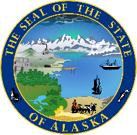 THE SEAL OF THE STATE
OF ALASKA